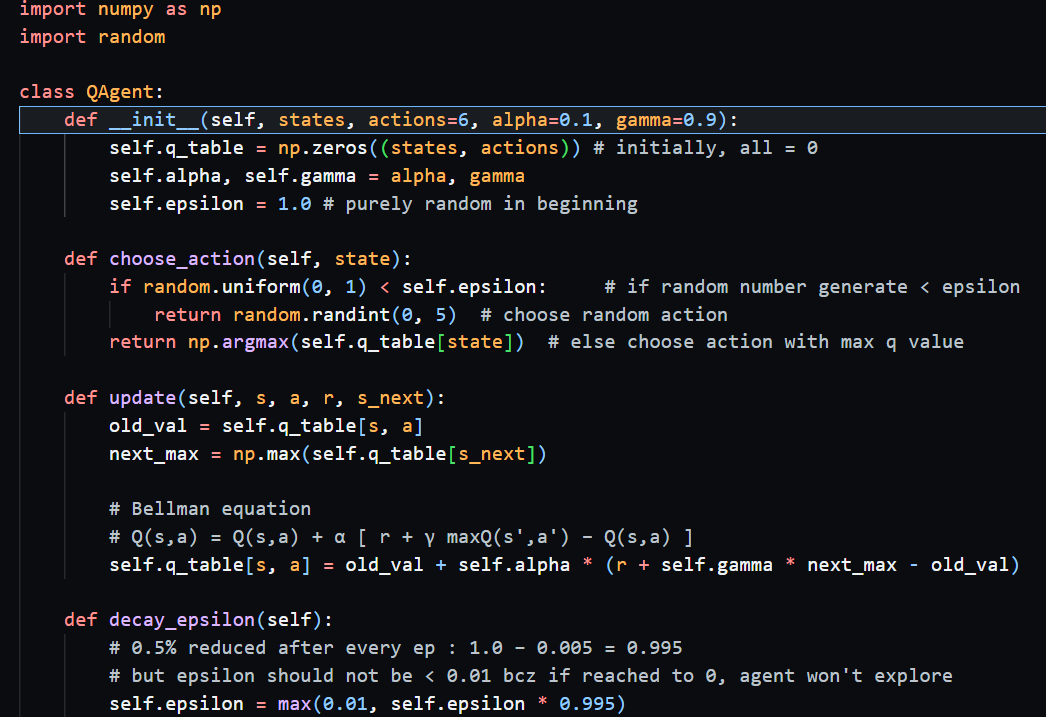 import numpy as np
import random
class QAgent:
def __init__(self, states, actions=6, alpha=0.1, gamma=0.9):
self.q_table = np.zeros((states, actions)) # initially, all = 0
self.alpha, self.gamma = alpha, gamma
self.epsilon = 1.0 # purely random in beginning
def choose_action(self, state):
if random.uniform(0, 1) < self.epsilon: # if random number generate < epsilon
return random.randint(0, 5) # choose random action
return np.argmax(self.q_table[state]) # else choose action with max q value
def update(self, s, a, r, s_next):
old_val = self.q_table[s, a]
next_max = np.max(self.q_table[s_next])
# Bellman equation
# Q(s,a) = Q(s,a) + α [ r + γ maxQ(s',a') − Q(s,a) ]
self.q_table[s, a] = old_val + self.alpha * (r + self.gamma * next_max - old_val)
def decay_epsilon(self):
# 0.5% reduced after every ep : 1.0 − 0.005 = 0.995
# but epsilon should not be < 0.01 bcz if reached to 0, agent won't explore
self.epsilon = max(0.01, self.epsilon * 0.995)